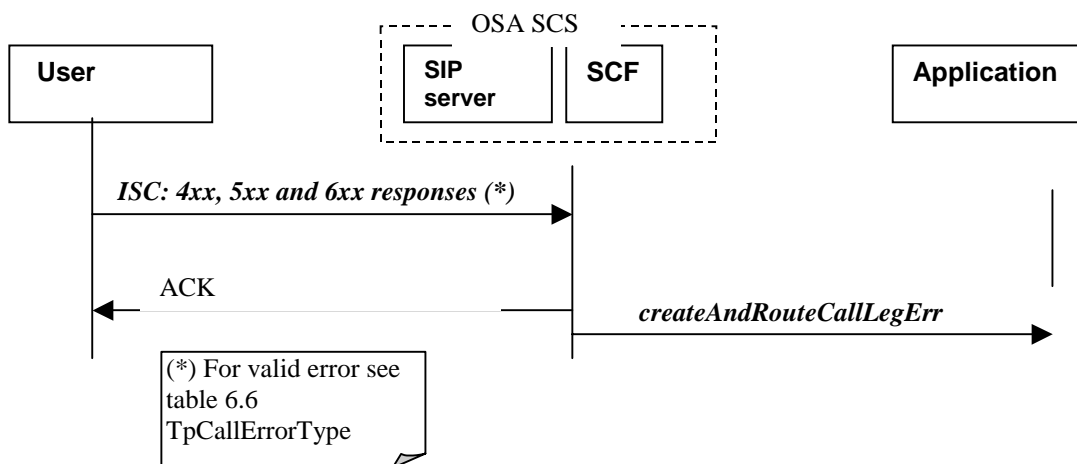 OSA SCS
User
SIP
server
SCF
Application
ISC: 4xx, 5xx and 6xx responses (*)
ACK
createAndRouteCallLegErr
(*) For valid error see
table 6.6
TpCallErrorType